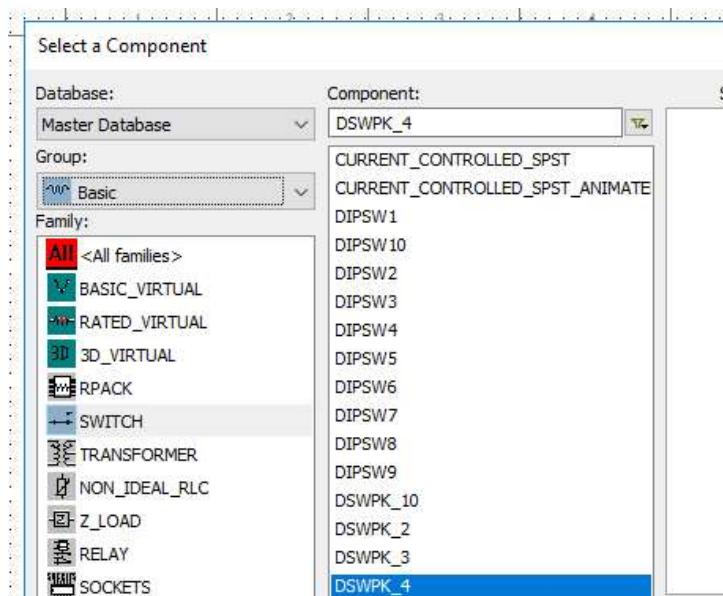 Select a Component
Database:
Master Database
Group:
Basic
Family:
All <All families>
BASIC_VIRTUAL
RATED_VIRTUAL
3D 3D_VIRTUAL
RPACK
SWITCH
TRANSFORMER
NON_IDEAL_RLC
Z_LOAD
RELAY
SOCKETS
Component:
DSWPK_4
CURRENT_CONTROLLED_SPST
CURRENT_CONTROLLED_SPST_ANIMATE
DIPSW1
DIPSW10
DIPSW2
DIPSW3
DIPSW4
DIPSW5
DIPSW6
DIPSW7
DIPSW8
DIPSW9
DSWPK_10
DSWPK_2
DSWPK_3
DSWPK_4